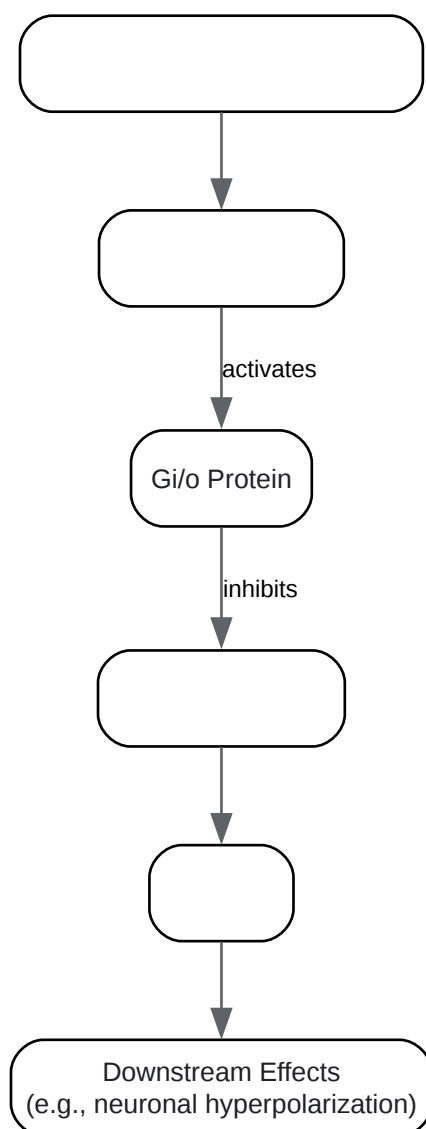 activates
Gi/o Protein
inhibits
Downstream Effects
(e.g., neuronal hyperpolarization)